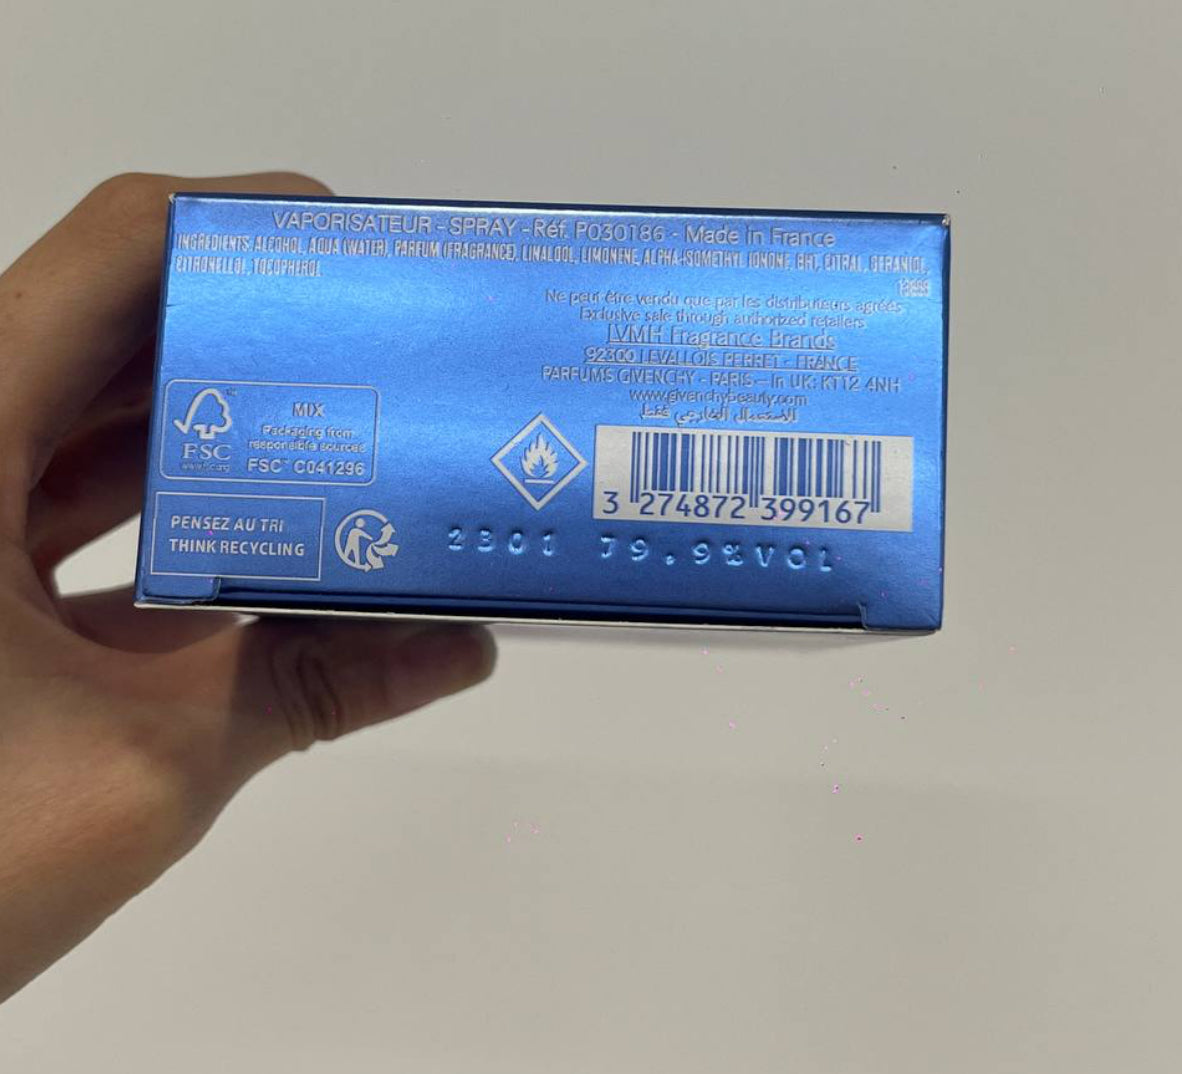 VAPORISATEUR - SPRAY - Réf. P030186 - Made in France
INGREDIENTS: ALCOHOL, AQUA (WATER), PARFUM (FRAGRANCE), LINALOOL, LIMONENE, ALPHA-ISOMETHYL IONONE, BHT, CITRAL, GERANIOL,
CITRONELLOL, TOCOPHEROL
Ne peut être vendu que par les distributeurs agréés
Exclusive sale through authorized retailers
LVMH Fragrance Brands
92300 LEVALLOIS PERRET - FRANCE
PARFUMS GIVENCHY - PARIS - In UK: KT12 4NH
www.givenchybeauty.com
للاستعمال الخارجي فقط
FSC
www.fsc.org
MIX
Packaging from
responsible sources
FSC™ C041296
3 274872 399167
PENSEZ AU TRI
THINK RECYCLING
2301 79.9%VOL